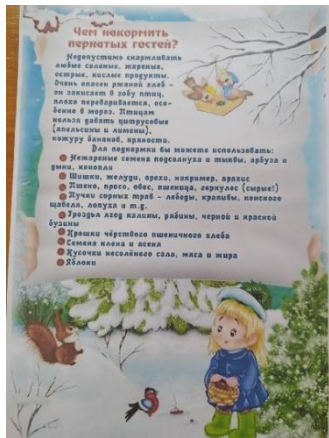 Чем накормить
пернатых гостей?
Недопустимо скармливать
любые соленые, жареные,
острые, кислые продукты.
Очень опасен ржаной хлеб -
он закисает в зобу птиц,
плохо переваривается, осо-
бенно в мороз. Птицам
нельзя давать цитрусовые
(апельсины и лимоны),
кожуру бананов, пряности.
Для подкормки вы можете использовать:
Нежареные семена подсолнуха и тыквы, арбуза и
дыни, конопли
Шишки, желуди, орехи, например, арахис
Пшено, просо, овес, пшеница, геркулес (сырые!)
Пучки сорных трав - лебеды, крапивы, конского
щавеля, лопуха и т.д.
Гроздья ягод калины, рябины, черной и красной
бузины
Крошки чёрствого пшеничного хлеба
Семена клена и ясеня
Кусочки несолёного сала, мяса и жира
Яблоки